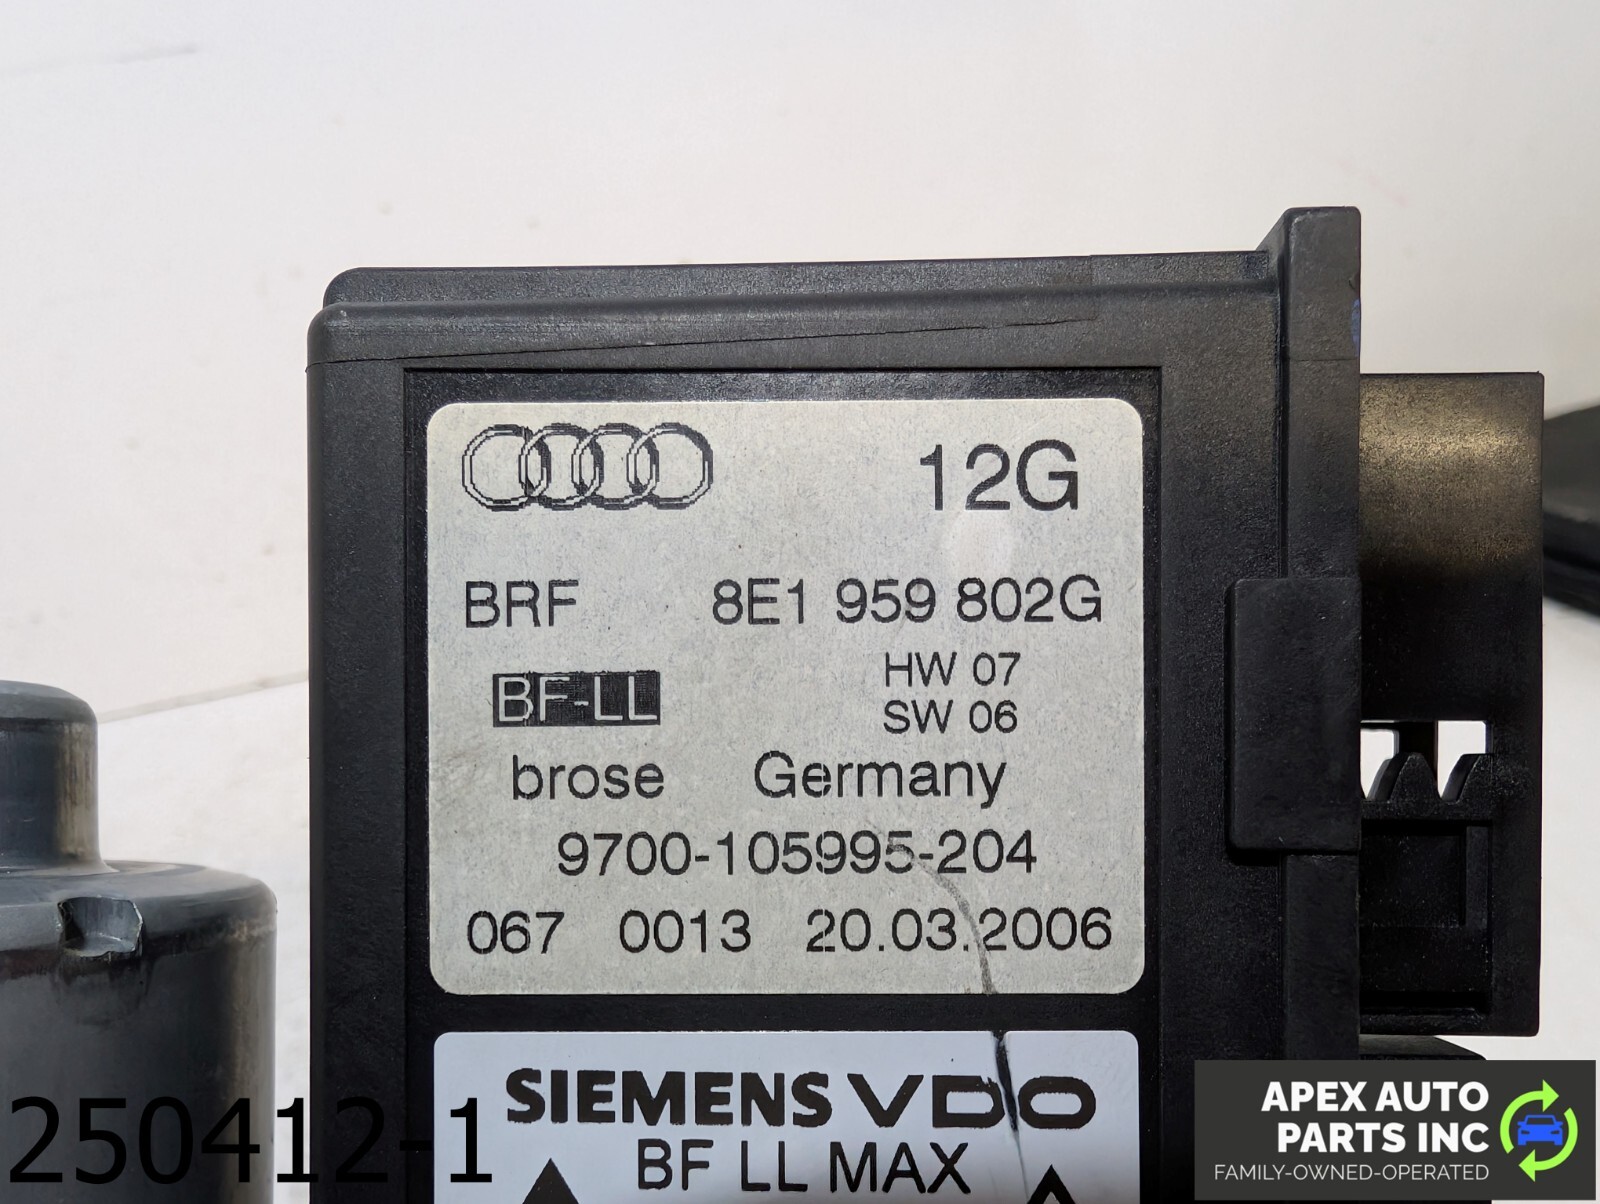 12G
BRF 8E1 959 802G
HW 07
BF-LL
SW 06
brose Germany
9700-105995-204
067 0013 20.03.2006
SIEMENS VDO
BF LL MAX
250412-1
APEX AUTO
PARTS INC
FAMILY-OWNED-OPERATED